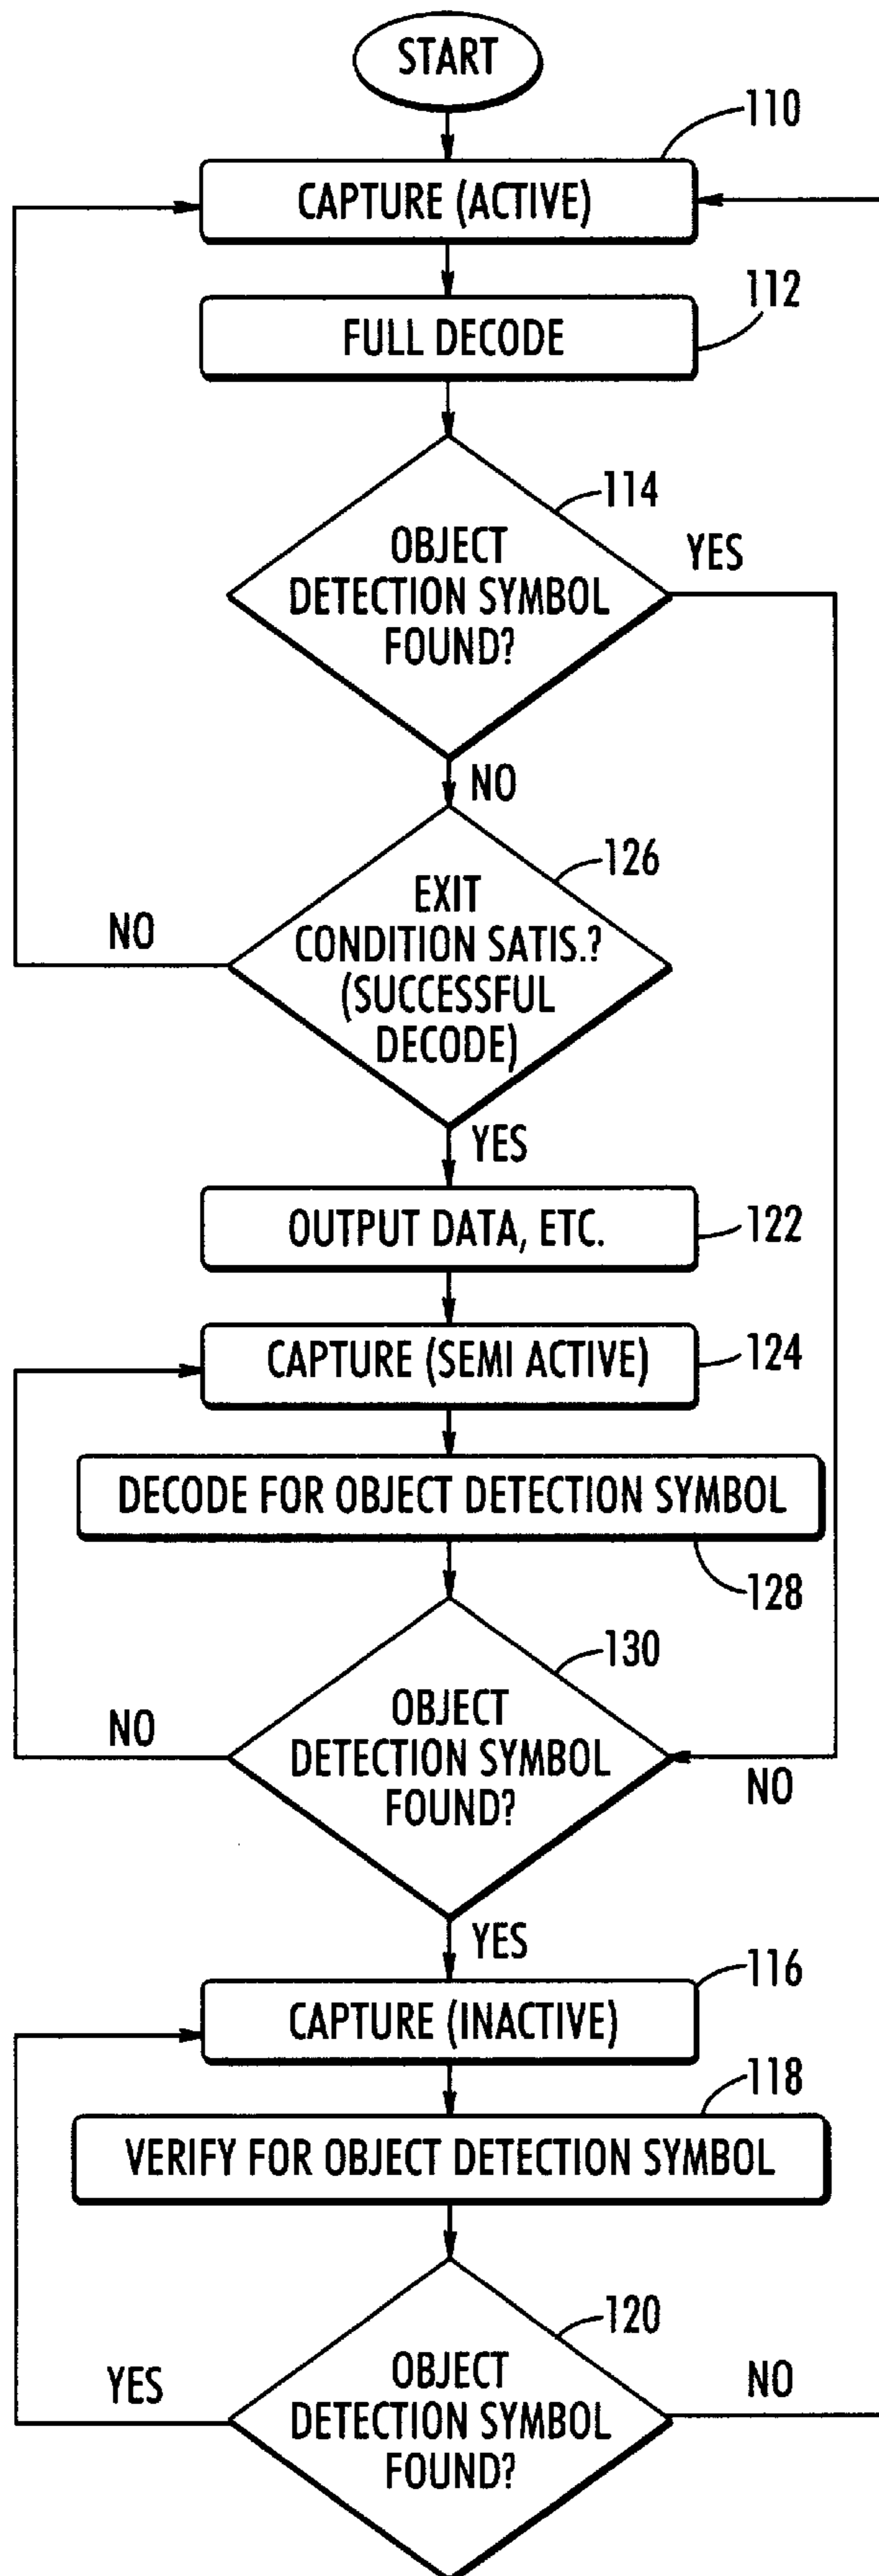 START
110
CAPTURE (ACTIVE)
112
FULL DECODE
114
OBJECT
DETECTION SYMBOL
FOUND?
YES
NO
126
EXIT
CONDITION SATIS.?
(SUCCESSFUL
DECODE)
NO
YES
OUTPUT DATA, ETC.
122
CAPTURE (SEMI ACTIVE)
124
DECODE FOR OBJECT DETECTION SYMBOL
128
130
OBJECT
DETECTION SYMBOL
FOUND?
NO
NO
YES
116
CAPTURE (INACTIVE)
118
VERIFY FOR OBJECT DETECTION SYMBOL
120
OBJECT
DETECTION SYMBOL
FOUND?
YES
NO